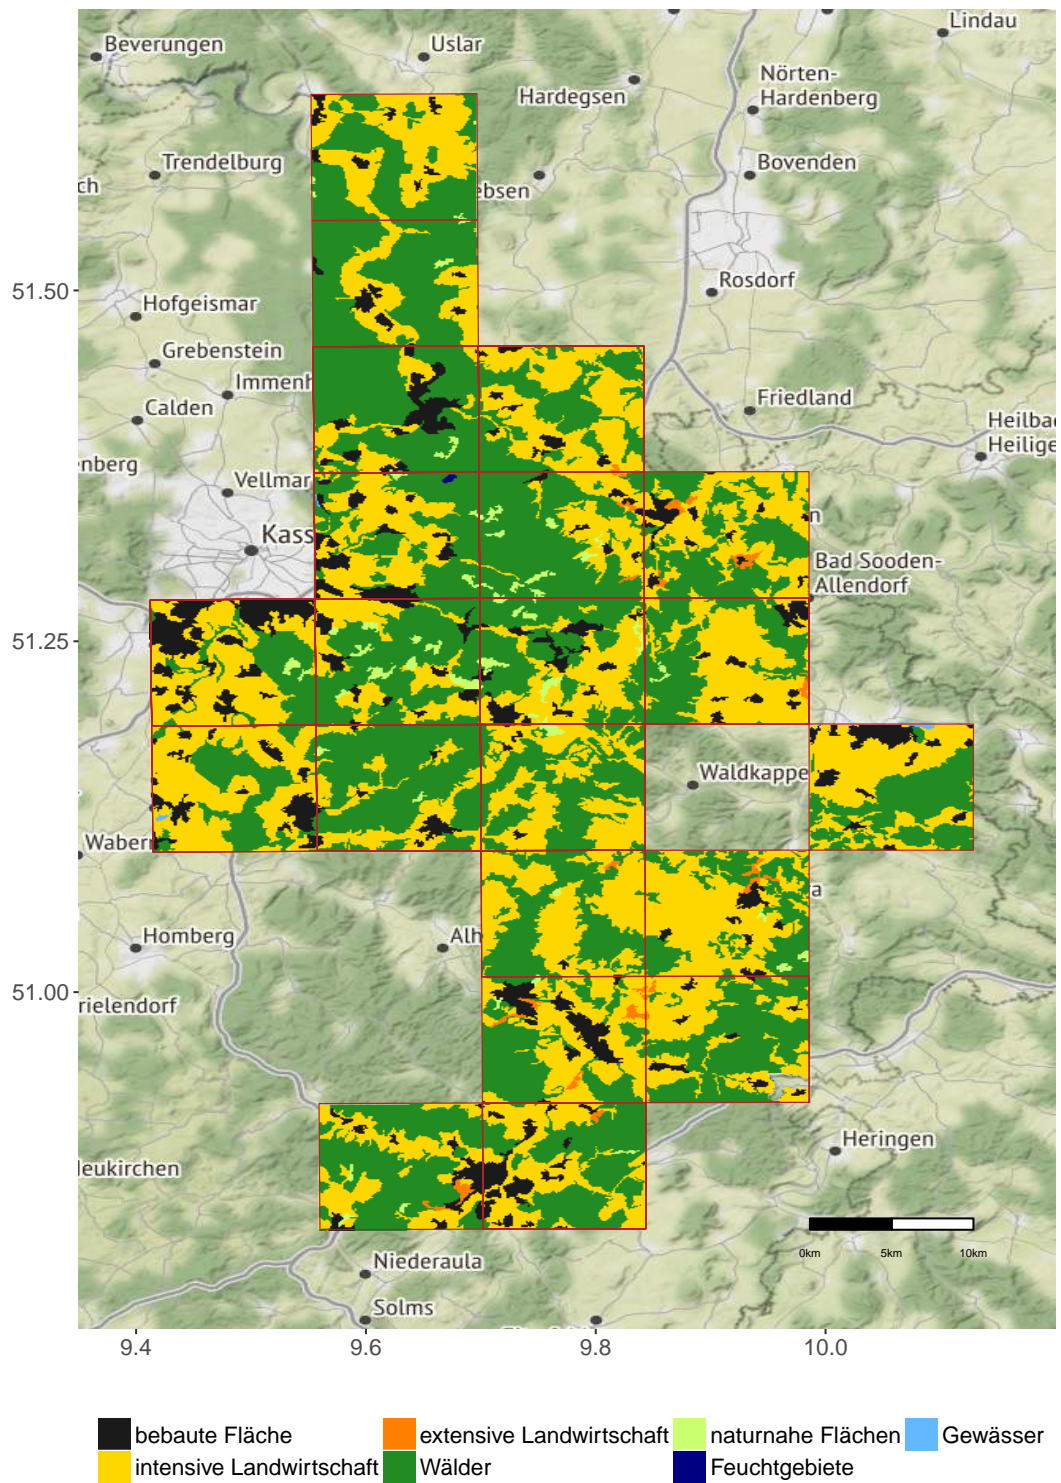 Lindau
Beverungen
Uslar
Nörten-
Hardenberg
Hardegsen
Trendelburg
Bovenden
ch
ebsen
51.50
Rosdorf
Hofgeismar
Grebenstein
Immenh
Calden
Friedland
Heilba
Heilige
nberg
Vellmar
n
Kass
Bad Sooden-
Allendorf
51.25
Waldkappe
Wabern
a
Homberg
Alh
51.00
rielendorf
Heringen
Neukirchen
0km 5km 10km
Niederaula
Solms
9.4 9.6 9.8 10.0
bebaute Fläche extensive Landwirtschaft naturnahe Flächen Gewässer
intensive Landwirtschaft Wälder Feuchtgebiete